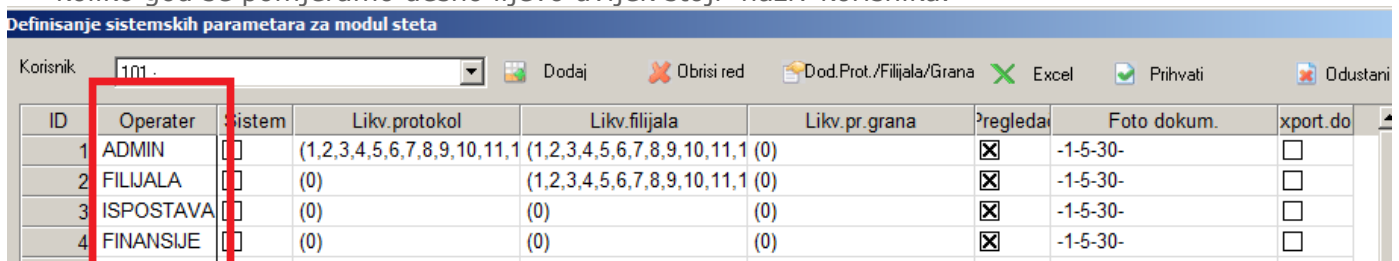 Definisanje sistemskih parametara za modul steta
Korisnik 101 - Dodaj Obrisi red Dod.Prot./Filijala/Grana Excel Prihvati Odustani
ID Operater Sistem Likv.protokol Likv.filijala Likv.pr.grana Pregledač Foto dokum. xport.do
1 ADMIN (1,2,3,4,5,6,7,8,9,10,11,1 (1,2,3,4,5,6,7,8,9,10,11,1 (0) -1-5-30-
2 FILIJALA (0) (1,2,3,4,5,6,7,8,9,10,11,1 (0) -1-5-30-
3 ISPOSTAVA (0) (0) (0) -1-5-30-
4 FINANSIJE (0) (0) (0) -1-5-30-